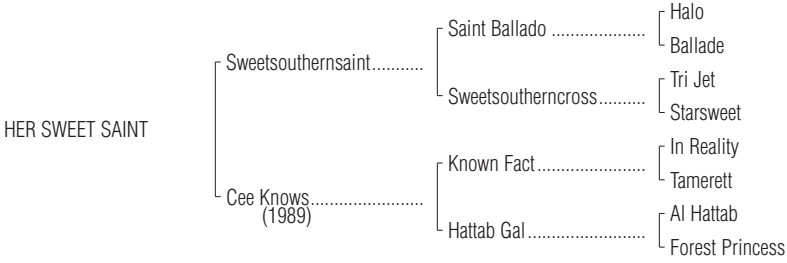 Halo
Saint Ballado .....................
Ballade
Sweetsouthernsaint...........
Tri Jet
Sweetsoutherncross..........
Starsweet
HER SWEET SAINT
In Reality
Known Fact........................
Tamerett
Cee Knows.........................
(1989)
Al Hattab
Hattab Gal ..........................
Forest Princess